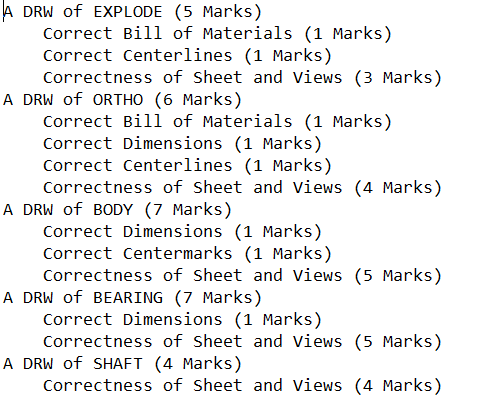 A DRW of EXPLODE (5 Marks)
Correct Bill of Materials (1 Marks)
Correct Centerlines (1 Marks)
Correctness of Sheet and Views (3 Marks)
A DRW of ORTHO (6 Marks)
Correct Bill of Materials (1 Marks)
Correct Dimensions (1 Marks)
Correct Centerlines (1 Marks)
Correctness of Sheet and Views (4 Marks)
A DRW of BODY (7 Marks)
Correct Dimensions (1 Marks)
Correct Centermarks (1 Marks)
Correctness of Sheet and Views (5 Marks)
A DRW of BEARING (7 Marks)
Correct Dimensions (1 Marks)
Correctness of Sheet and Views (5 Marks)
A DRW of SHAFT (4 Marks)
Correctness of Sheet and Views (4 Marks)